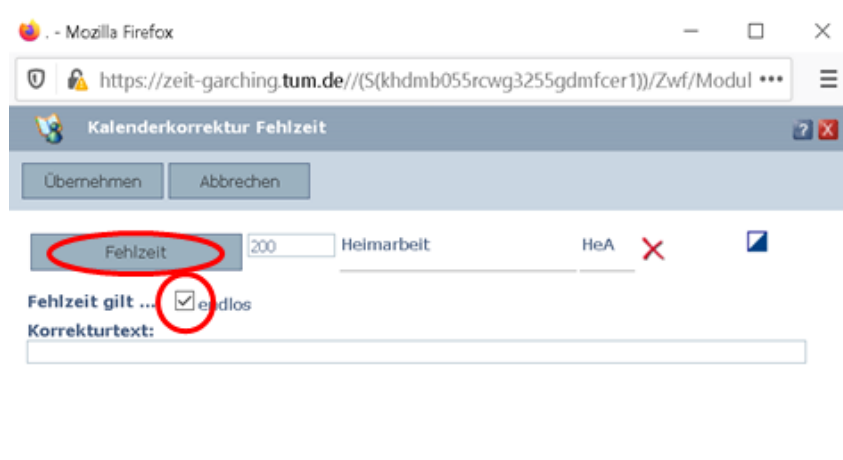 . - Mozilla Firefox
https://zeit-garching.tum.de//(S(khdmb055rcwg3255gdmfcer1))/Zwf/Modul •••
Kalenderkorrektur Fehlzeit
Übernehmen Abbrechen
Fehlzeit 200 Heimarbeit HeA
Fehlzeit gilt ... endlos
Korrekturtext: